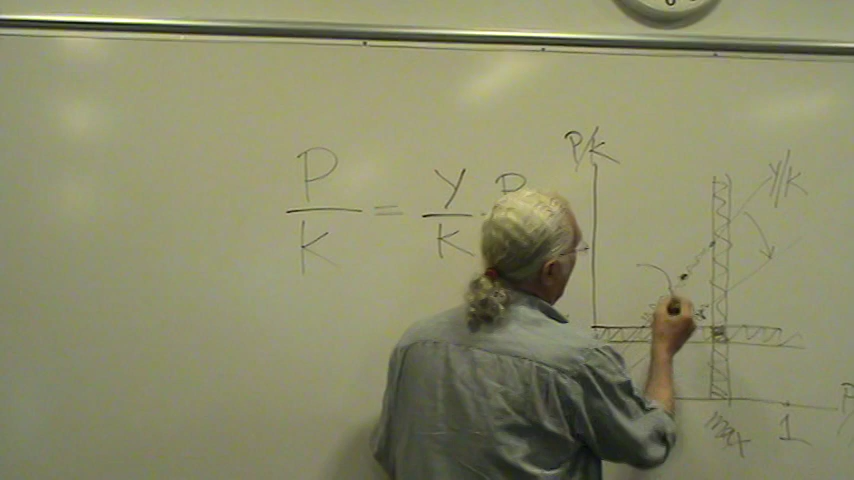 P/K = Y/K · P
P/K
Y/K
max
1
P